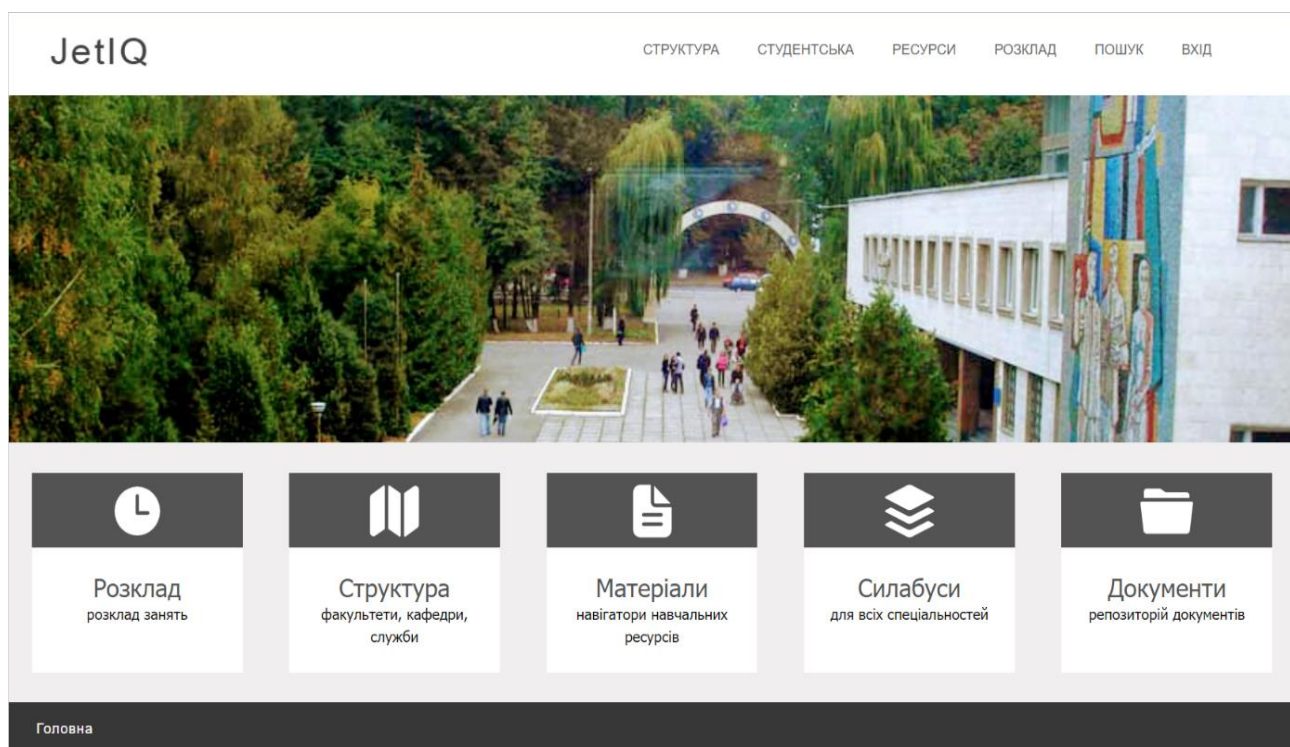 JetIQ
СТРУКТУРА СТУДЕНТСЬКА РЕСУРСИ РОЗКЛАД ПОШУК ВХІД
Розклад
розклад занять
Структура
факультети, кафедри,
служби
Матеріали
навігатори навчальних
ресурсів
Силабуси
для всіх спеціальностей
Документи
репозиторій документів
Головна